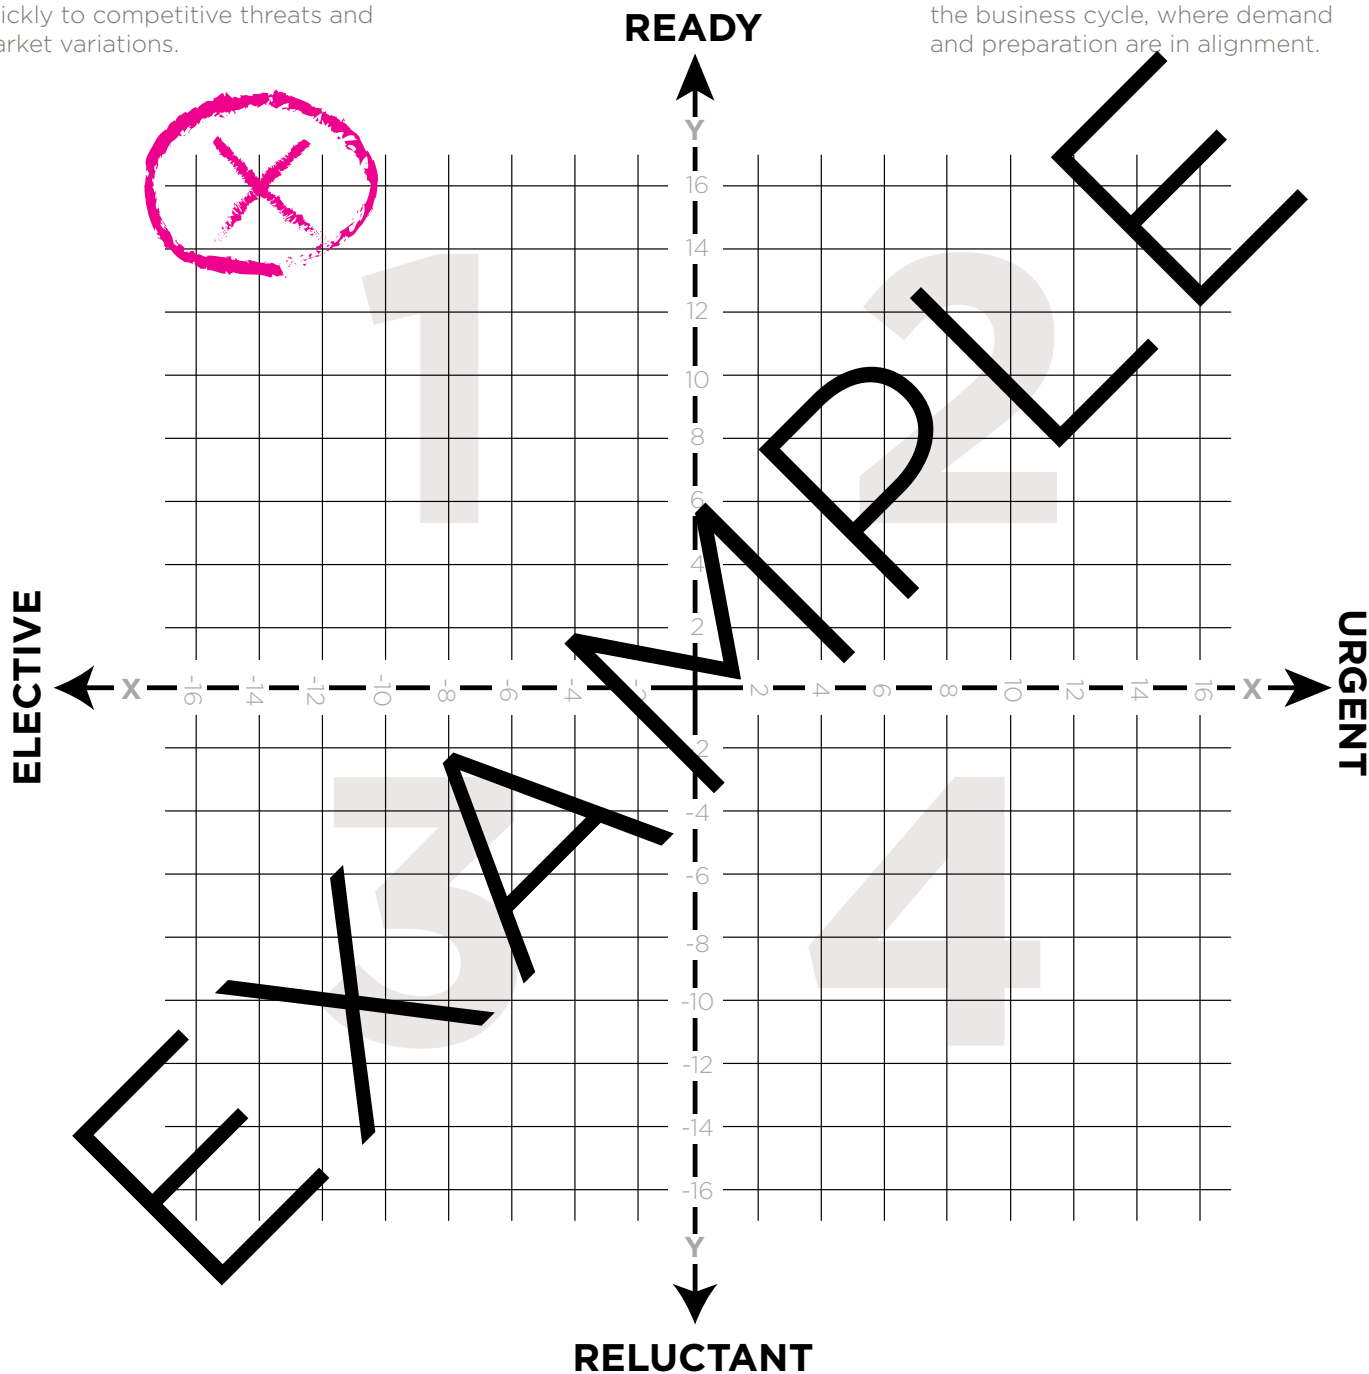 ickly to competitive threats and
arket variations.
the business cycle, where demand
and preparation are in alignment.
READY
Y
16
14
12
10
8
6
4
2
ELECTIVE
X
-16
-14
-12
-10
-8
-6
-4
-2
2
4
6
8
10
12
14
16
X
URGENT
-2
-4
-6
-8
-10
-12
-14
-16
Y
RELUCTANT
1
2
3
4
EXAMPLE
X